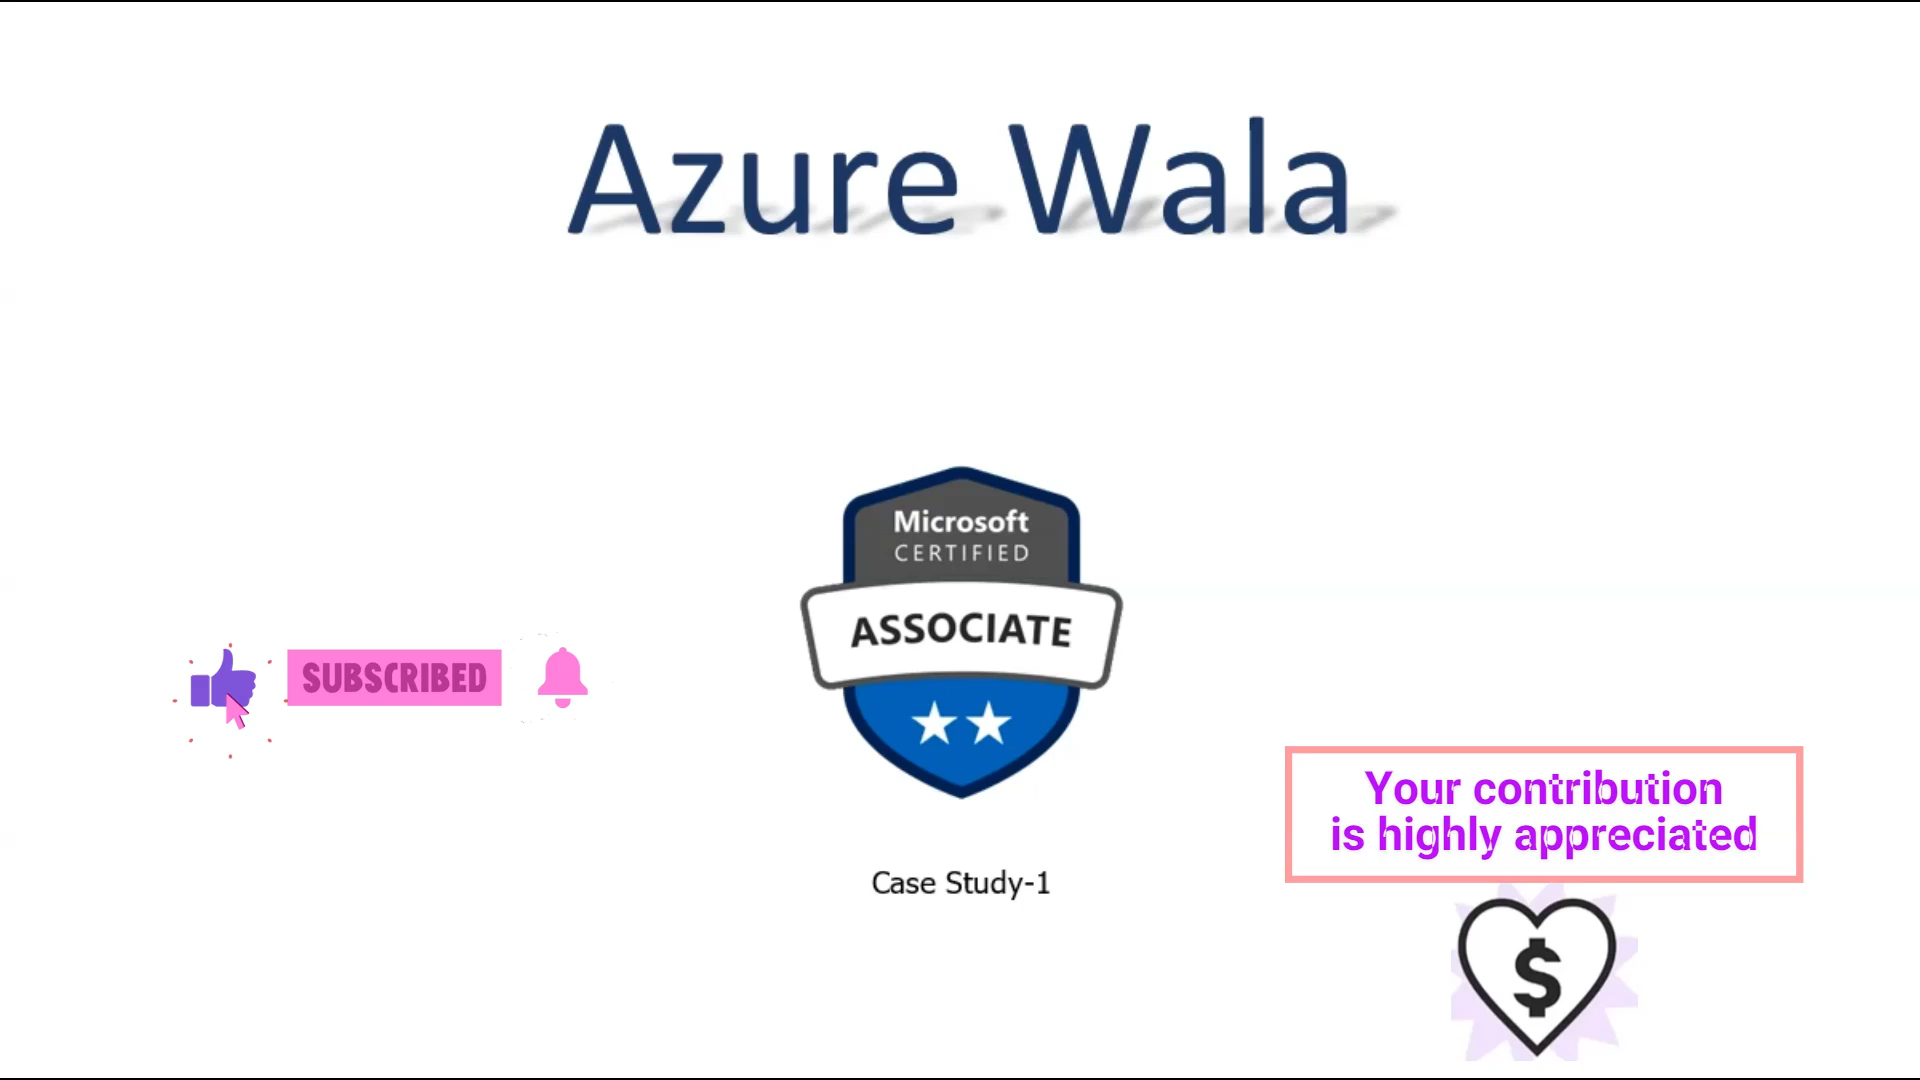 Azure Wala
Microsoft
CERTIFIED
ASSOCIATE
SUBSCRIBED
Your contribution
is highly appreciated
Case Study-1
$